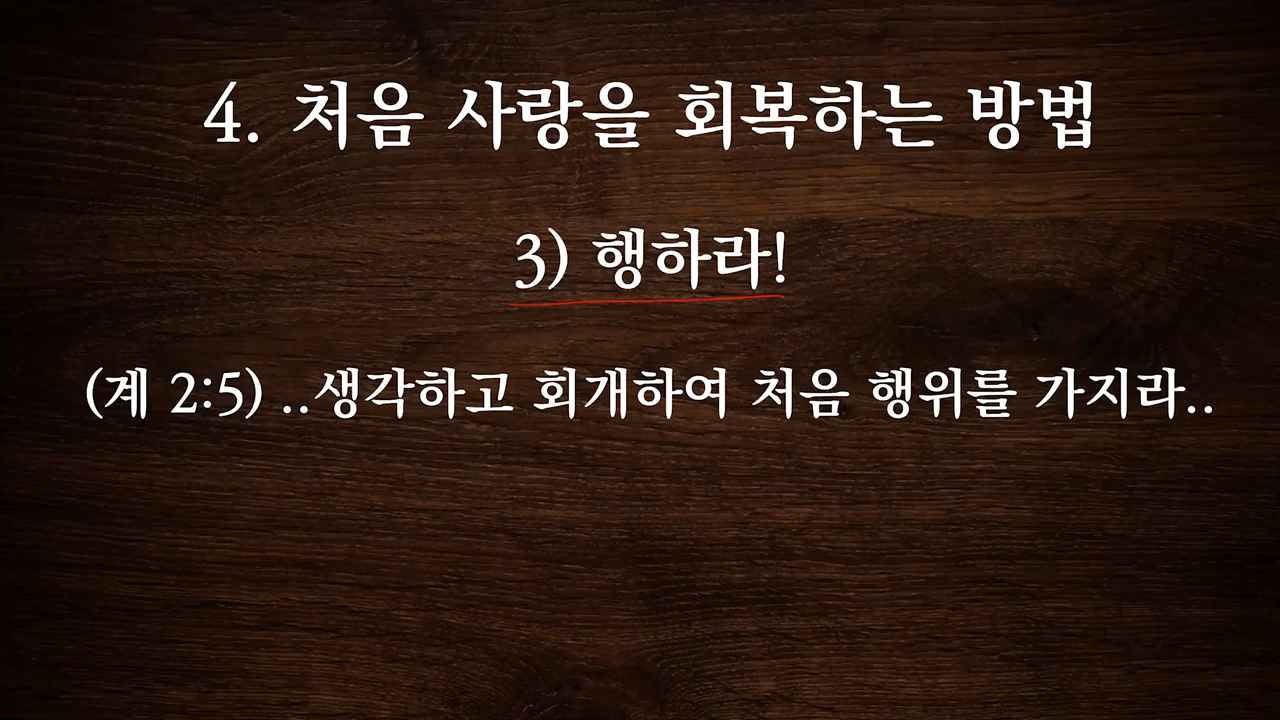 4. 처음 사랑을 회복하는 방법
3) 행하라!
(계 2:5) ..생각하고 회개하여 처음 행위를 가지라..